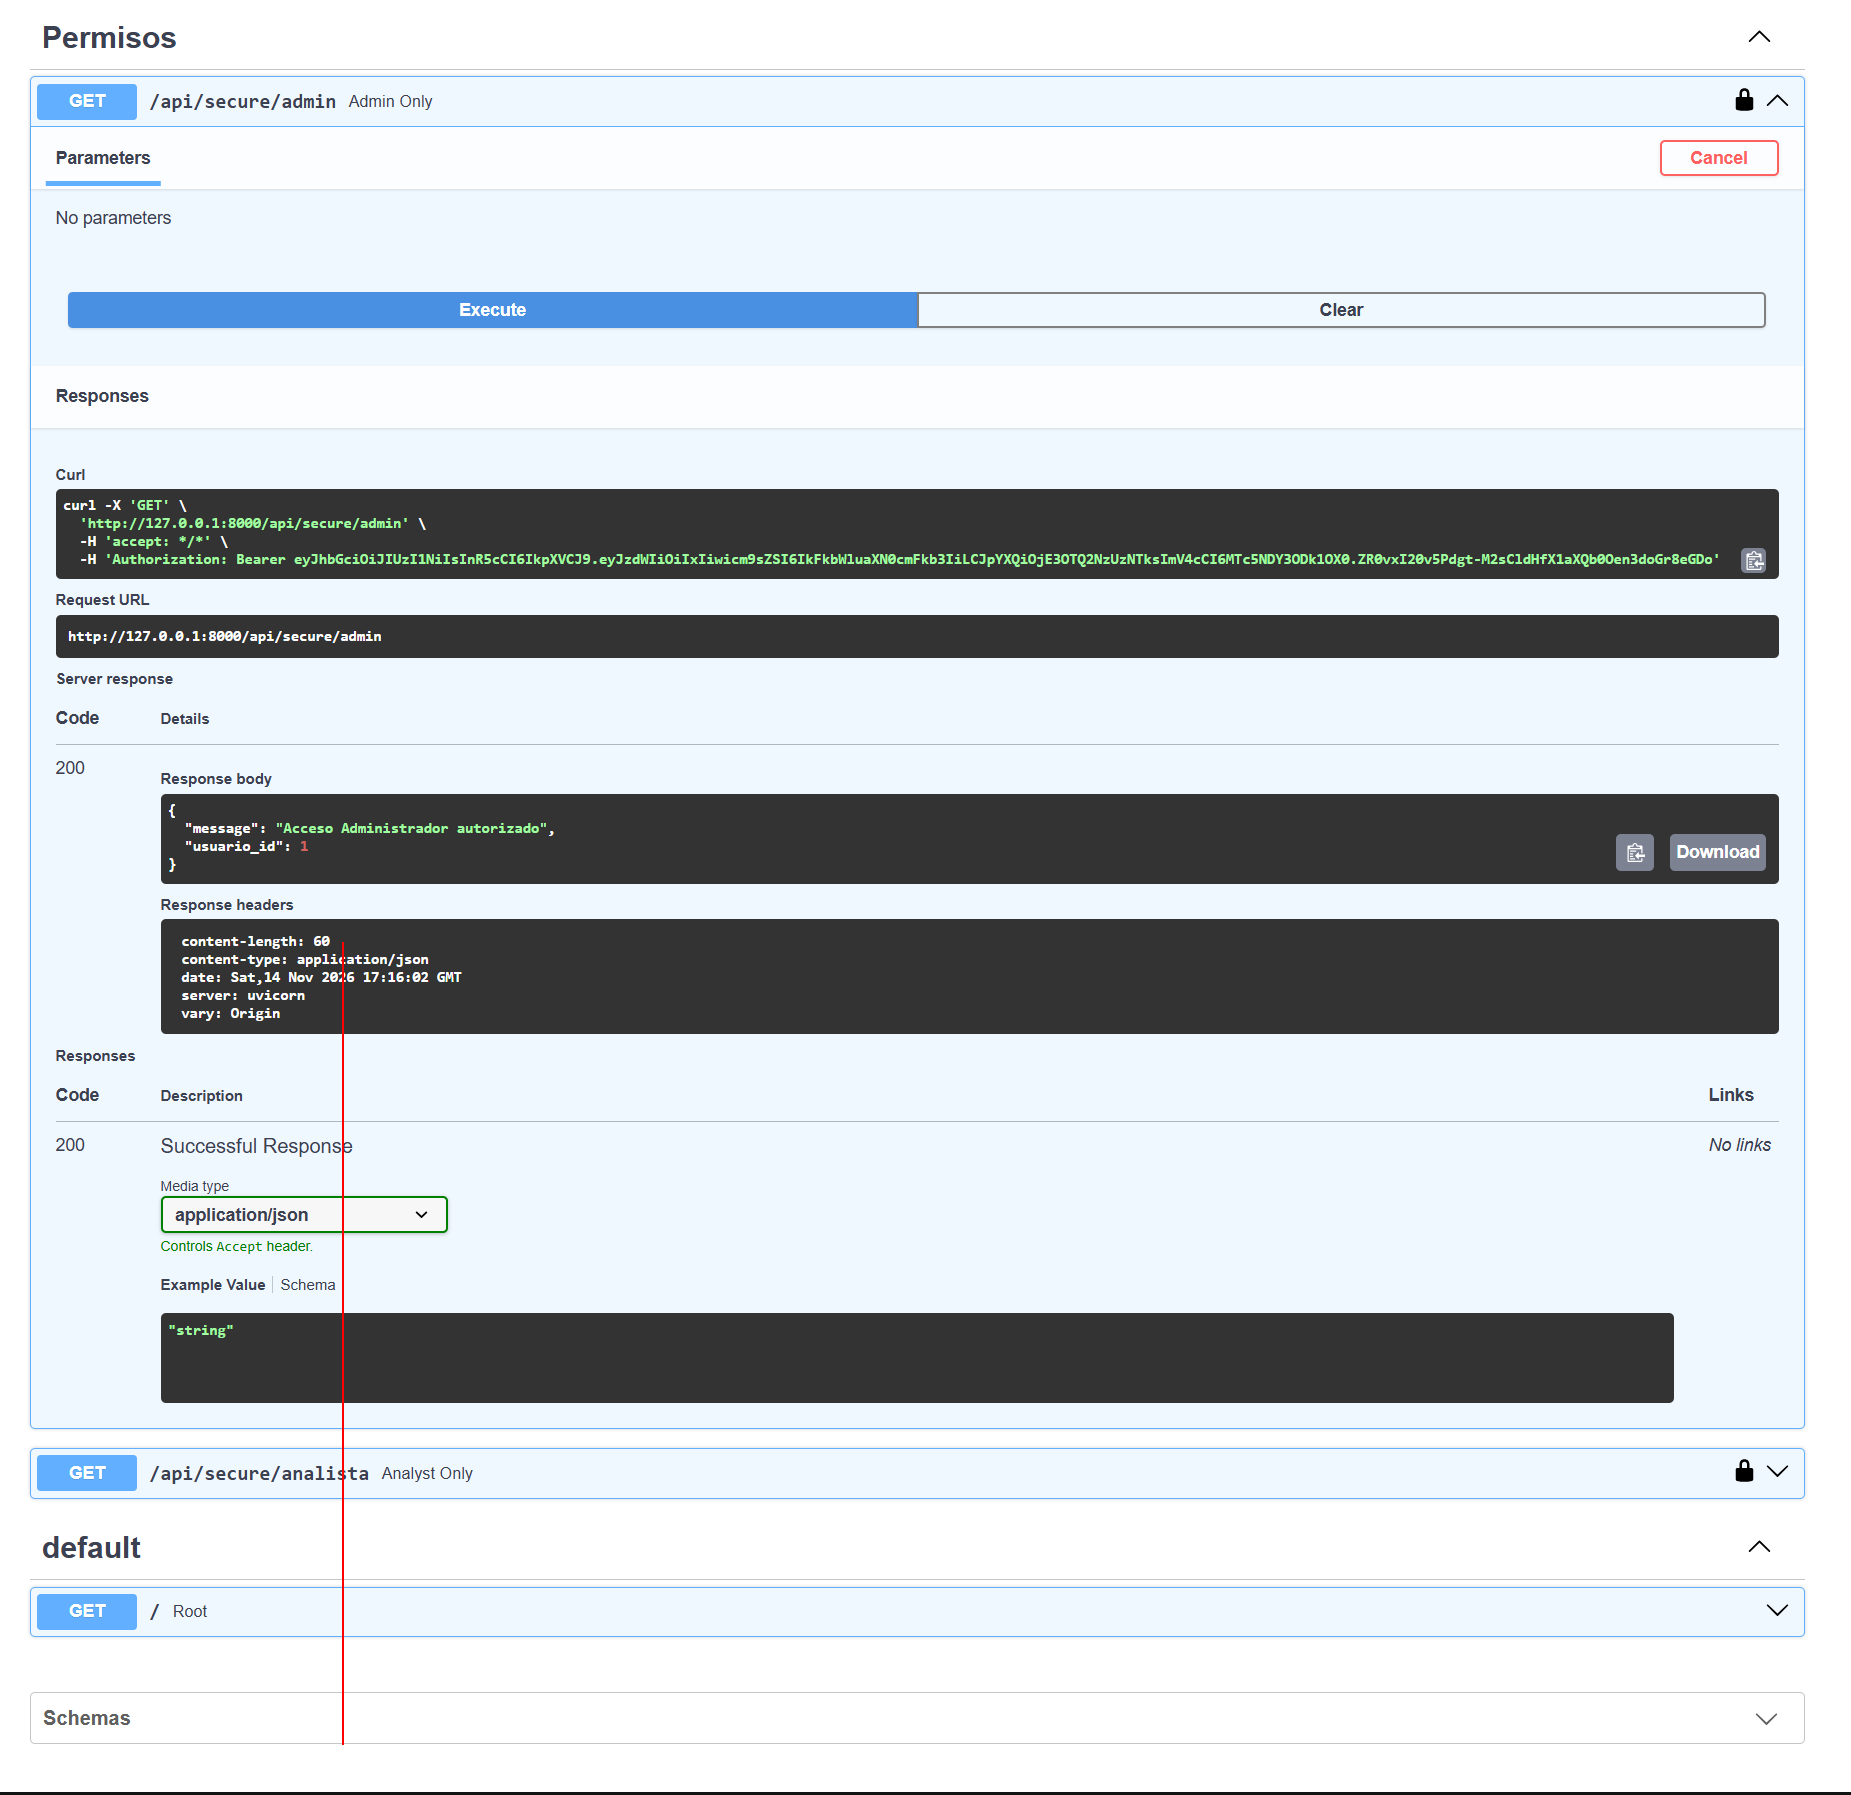 Permisos
GET /api/secure/admin Admin Only
Parameters Cancel
No parameters
Execute Clear
Responses
Curl
curl -X 'GET' \
'http://127.0.0.1:8000/api/secure/admin' \
-H 'accept: */*' \
-H 'Authorization: Bearer eyJhbGciOiJIUzI1NiIsInR5cCI6IkpXVCJ9.eyJzdWIiOiIxIiwicm9sZSI6IkFkbWluaXN0cmFkb3IiLCJpYXQiOjE3OTQ2NzUzNTksImV4cCI6MTc5NDY3ODk1OX0.ZR0vxI20v5Pdgt-M2sCldHfX1aXQb0Oen3doGr8eGDo'
Request URL
http://127.0.0.1:8000/api/secure/admin
Server response
Code Details
200
Response body
{
"message": "Acceso Administrador autorizado",
"usuario_id": 1
}
Download
Response headers
content-length: 60
content-type: application/json
date: Sat,14 Nov 2026 17:16:02 GMT
server: uvicorn
vary: Origin
Responses
Code Description Links
200 Successful Response No links
Media type
application/json
Controls Accept header.
Example Value Schema
"string"
GET /api/secure/analista Analyst Only
default
GET / Root
Schemas